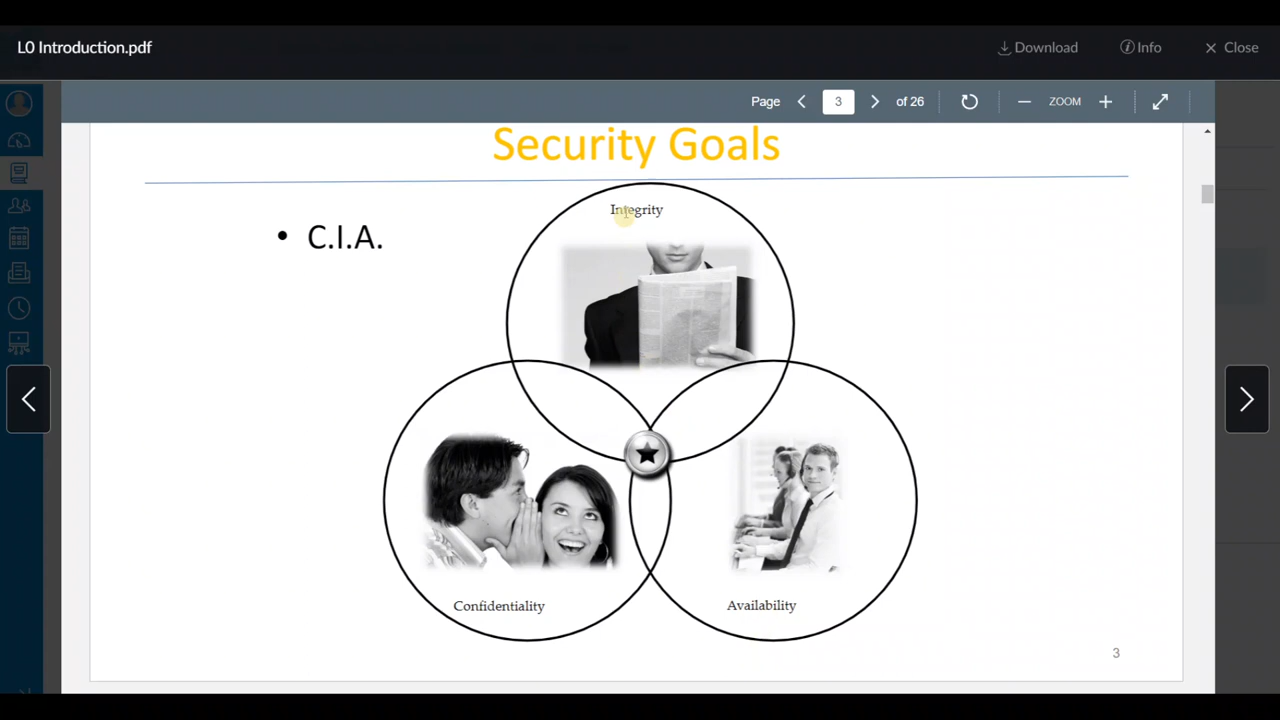 L0 Introduction.pdf
Download
Info
Close
Page
3
of 26
ZOOM
Security Goals
• C.I.A.
Integrity
Confidentiality
Availability
3